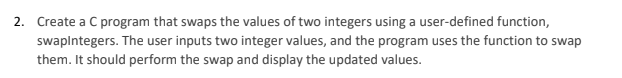 2. Create a C program that swaps the values of two integers using a user-defined function,
swapIntegers. The user inputs two integer values, and the program uses the function to swap
them. It should perform the swap and display the updated values.